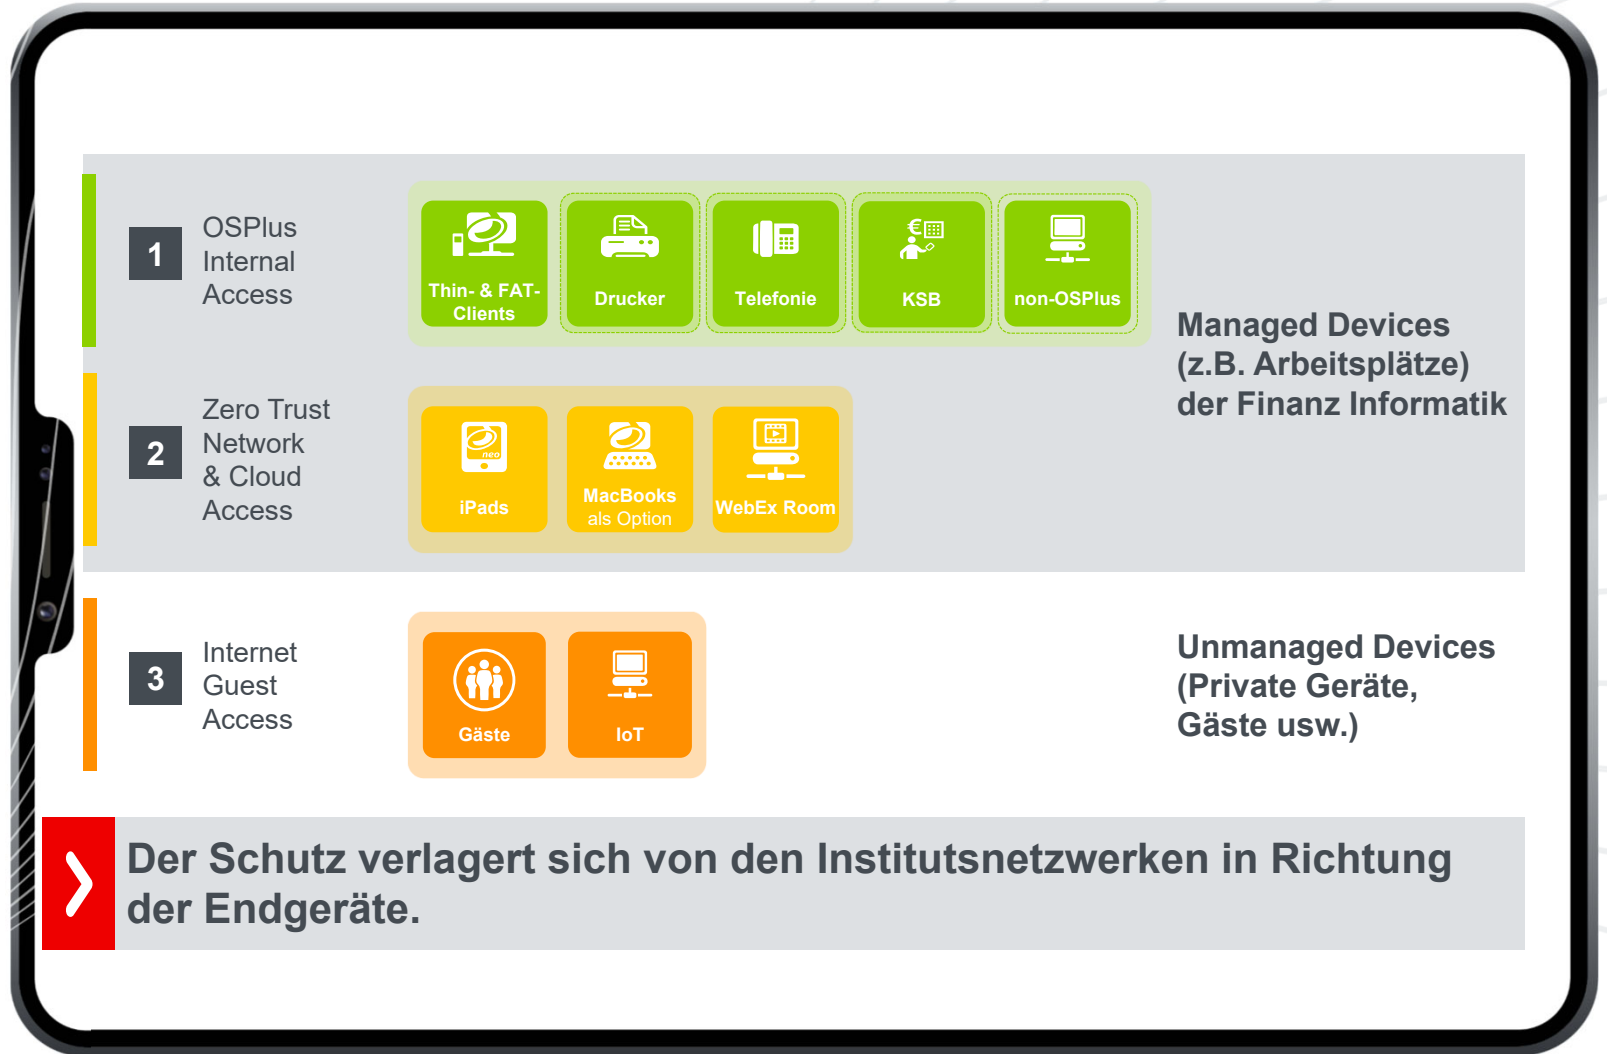 1
OSPlus
Internal
Access
Thin- & FAT-
Clients
Drucker
Telefonie
€
KSB
non-OSPlus
Managed Devices
(z.B. Arbeitsplätze)
der Finanz Informatik
2
Zero Trust
Network
& Cloud
Access
neo
iPads
MacBooks
als Option
WebEx Room
3
Internet
Guest
Access
Gäste
IoT
Unmanaged Devices
(Private Geräte,
Gäste usw.)
Der Schutz verlagert sich von den Institutsnetzwerken in Richtung
der Endgeräte.